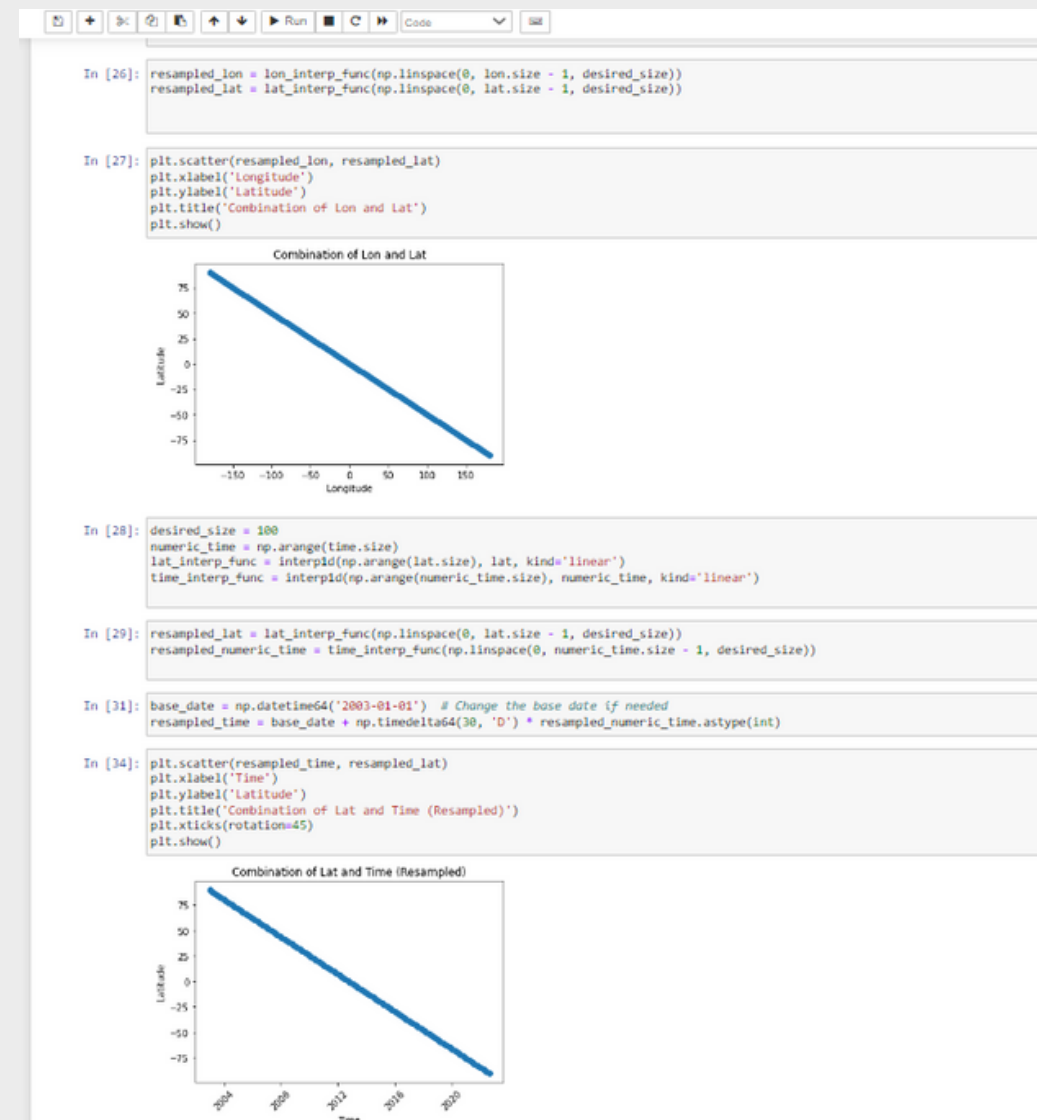 Run
Code
In [26]:
resampled_lon = lon_interp_func(np.linspace(0, lon.size - 1, desired_size))
resampled_lat = lat_interp_func(np.linspace(0, lat.size - 1, desired_size))
In [27]:
plt.scatter(resampled_lon, resampled_lat)
plt.xlabel('Longitude')
plt.ylabel('Latitude')
plt.title('Combination of Lon and Lat')
plt.show()
Combination of Lon and Lat
75
50
25
0
−25
−50
−75
Latitude
−150 −100 −50 0 50 100 150
Longitude
In [28]:
desired_size = 100
numeric_time = np.arange(time.size)
lat_interp_func = interp1d(np.arange(lat.size), lat, kind='linear')
time_interp_func = interp1d(np.arange(numeric_time.size), numeric_time, kind='linear')
In [29]:
resampled_lat = lat_interp_func(np.linspace(0, lat.size - 1, desired_size))
resampled_numeric_time = time_interp_func(np.linspace(0, numeric_time.size - 1, desired_size))
In [31]:
base_date = np.datetime64('2003-01-01') # Change the base date if needed
resampled_time = base_date + np.timedelta64(30, 'D') * resampled_numeric_time.astype(int)
In [34]:
plt.scatter(resampled_time, resampled_lat)
plt.xlabel('Time')
plt.ylabel('Latitude')
plt.title('Combination of Lat and Time (Resampled)')
plt.xticks(rotation=45)
plt.show()
Combination of Lat and Time (Resampled)
75
50
25
0
−25
−50
−75
Latitude
2004 2008 2012 2016 2020